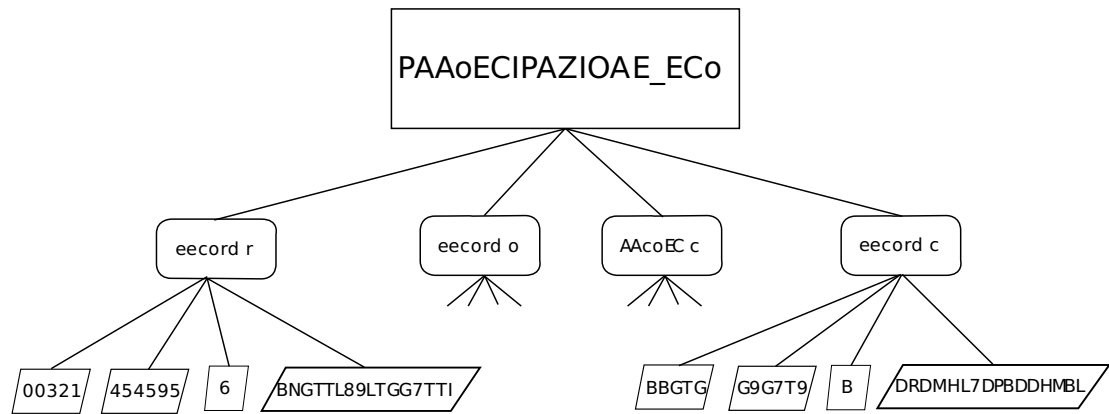 PAAoECIPAZIOAE_ECo
eecord r
eecord o
AAcoEC c
eecord c
00321
454595
6
BNGTTL89LTGG7TTI
BBGTG
G9G7T9
B
DRDMHL7DPBDDHMBL